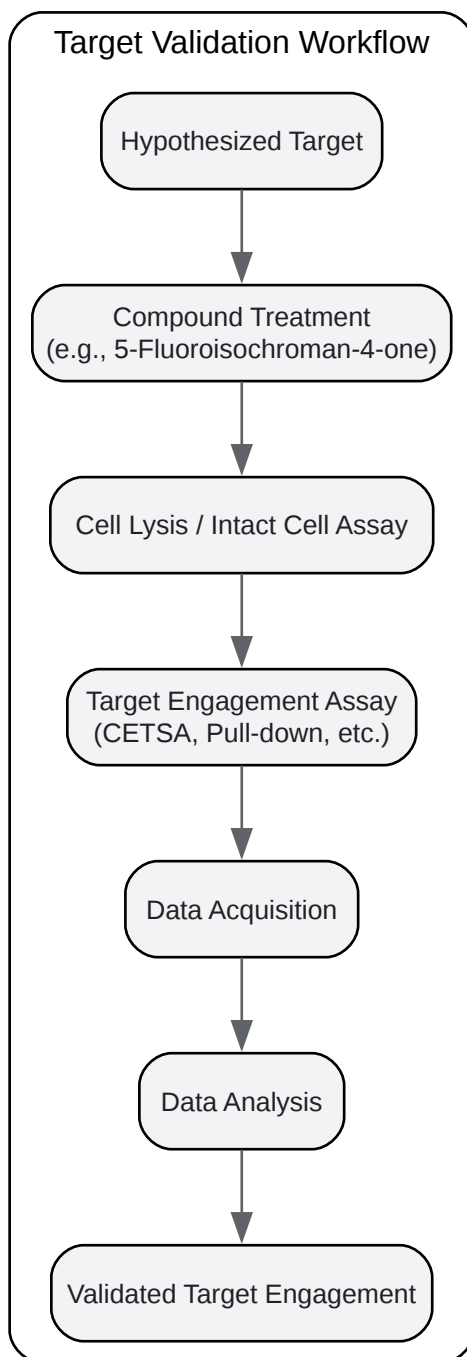 Target Validation Workflow
Hypothesized Target
Compound Treatment
(e.g., 5-Fluoroisochroman-4-one)
Cell Lysis / Intact Cell Assay
Target Engagement Assay
(CETSA, Pull-down, etc.)
Data Acquisition
Data Analysis
Validated Target Engagement